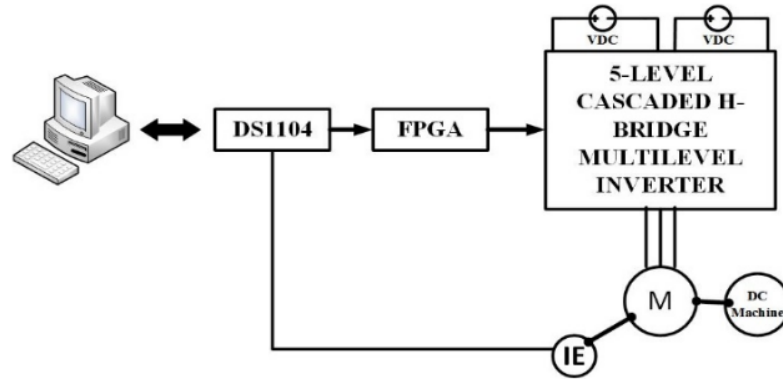 VDC
VDC
5-LEVEL
CASCADED H-
BRIDGE
MULTILEVEL
INVERTER
DS1104
FPGA
M
DC
Machine
IE